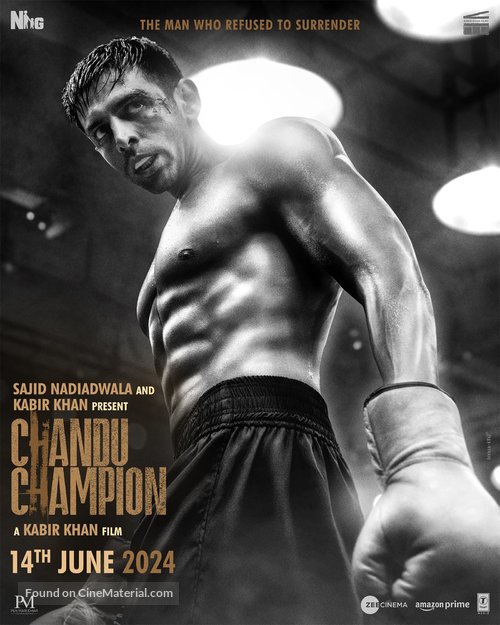 NHG
THE MAN WHO REFUSED TO SURRENDER
SAJID NADIADWALA AND
KABIR KHAN PRESENT
CHANDU
CHAMPION
A KABIR KHAN FILM
14TH JUNE 2024
Found on CineMaterial.com
PM
ZEE CINEMA amazon prime